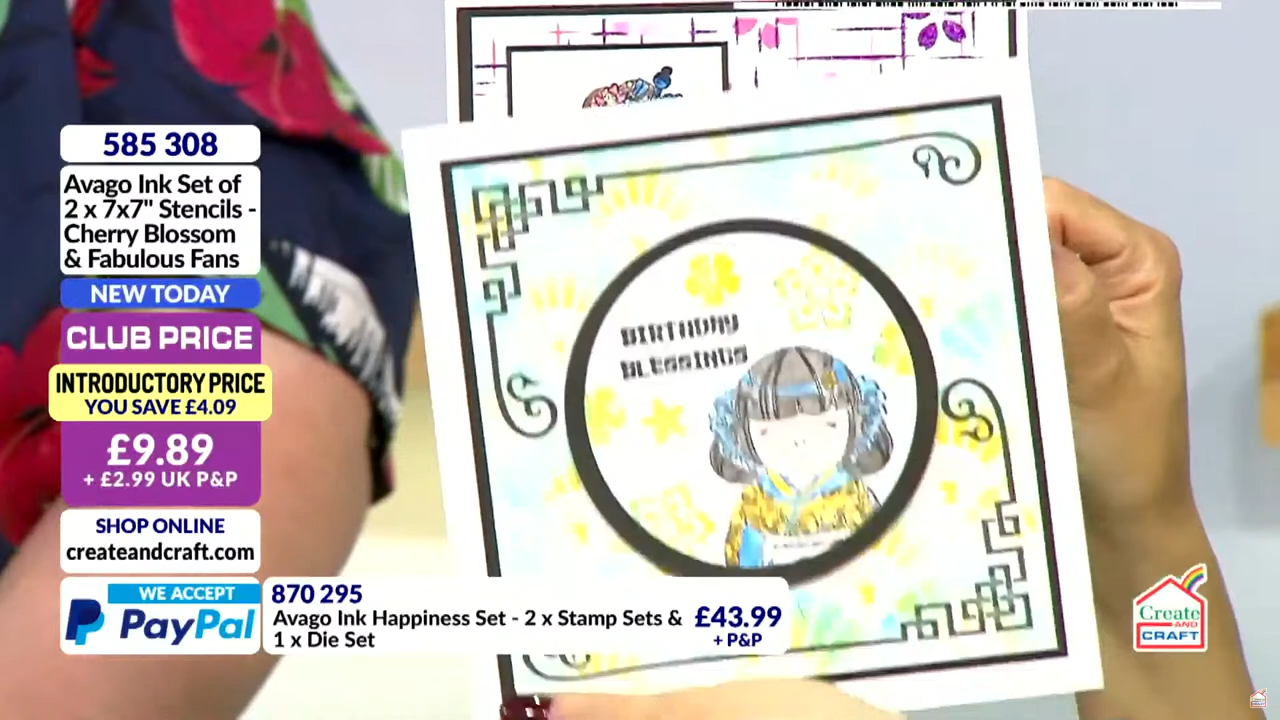 585 308
Avago Ink Set of
2 x 7x7" Stencils -
Cherry Blossom
& Fabulous Fans
NEW TODAY
CLUB PRICE
INTRODUCTORY PRICE
YOU SAVE £4.09
£9.89
+ £2.99 UK P&P
SHOP ONLINE
createandcraft.com
WE ACCEPT
PayPal
870 295
Avago Ink Happiness Set - 2 x Stamp Sets &
1 x Die Set
£43.99
+ P&P
BIRTHDAY
BLESSINGS
Create
AND
CRAFT